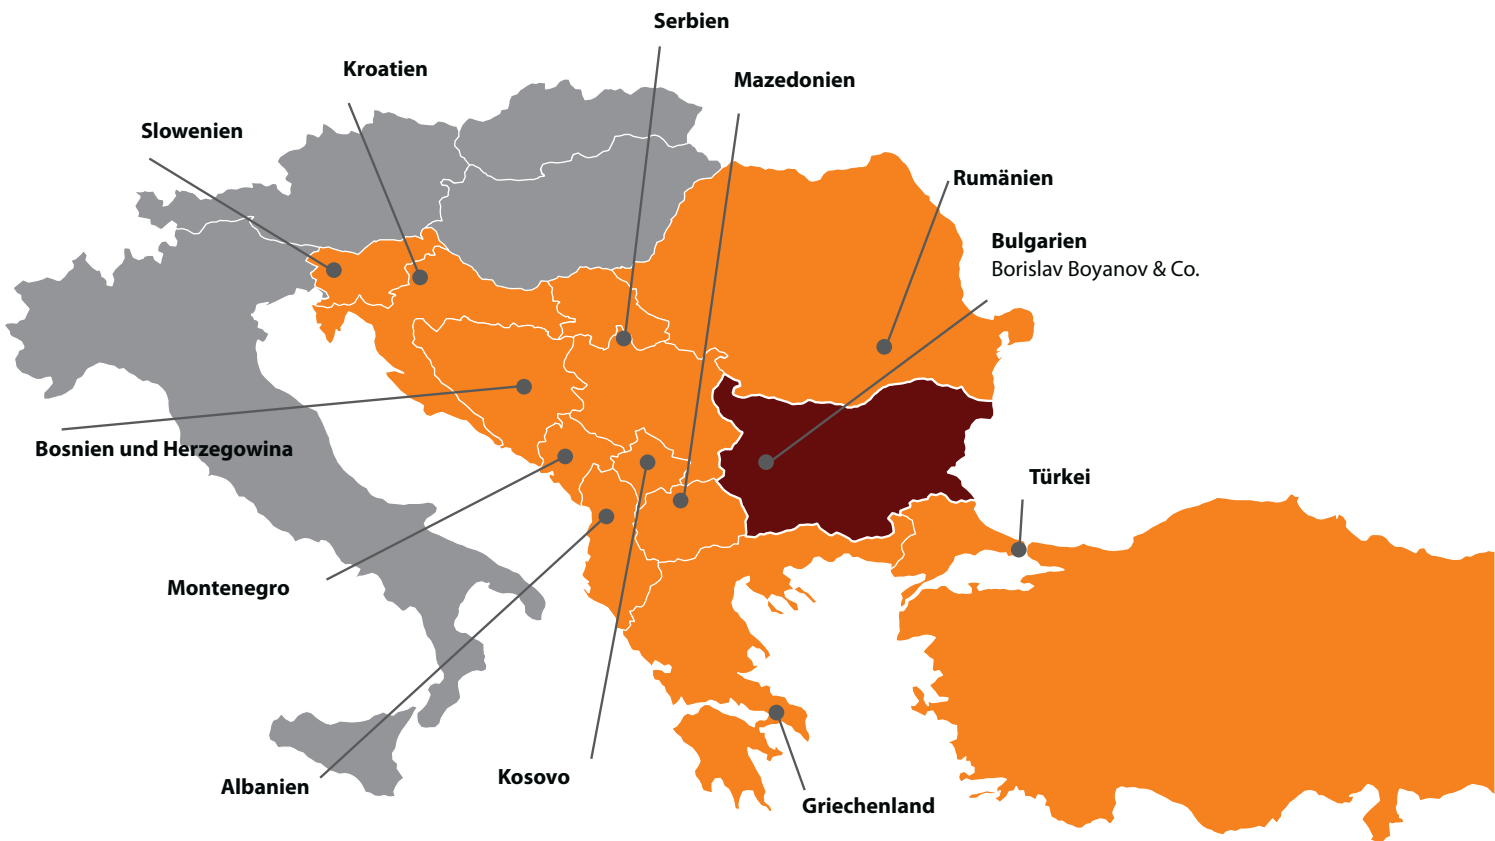 Serbien
Kroatien
Mazedonien
Slowenien
Rumänien
Bulgarien
Borislav Boyanov & Co.
Bosnien und Herzegowina
Türkei
Montenegro
Kosovo
Albanien
Griechenland